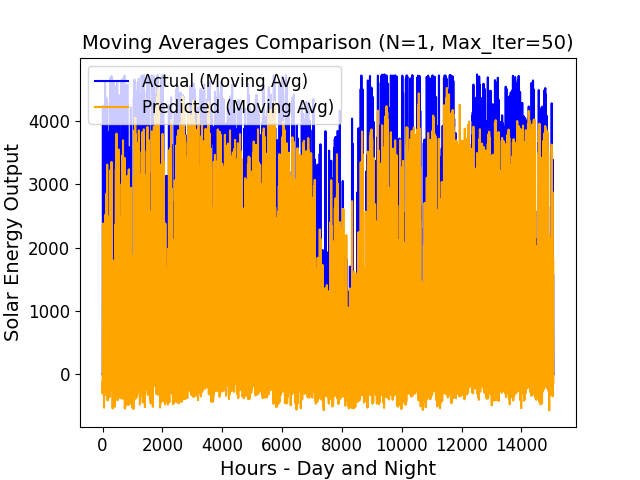 Moving Averages Comparison (N=1, Max_Iter=50)
Actual (Moving Avg)
Predicted (Moving Avg)
Solar Energy Output
4000
3000
2000
1000
0
0 2000 4000 6000 8000 10000 12000 14000
Hours - Day and Night